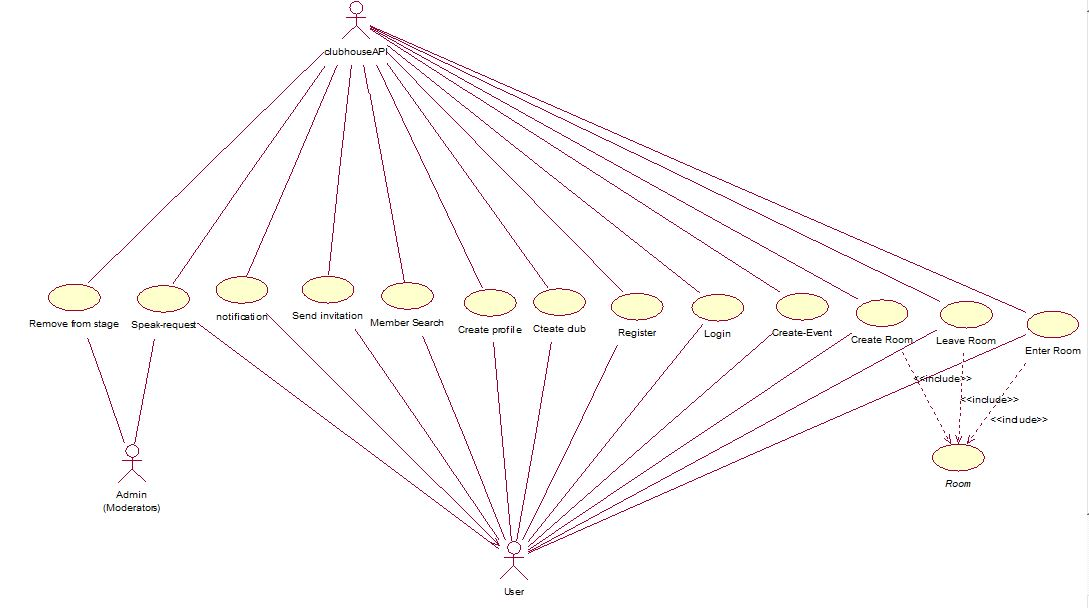 clubhouseAPI
Remove from stage
Speak-request
notification
Send invitation
Member Search
Create profile
Cteate club
Register
Login
Create-Event
Create Room
Leave Room
Enter Room
<<include>>
<<include>>
<<include>>
Room
Admin
(Moderators)
User